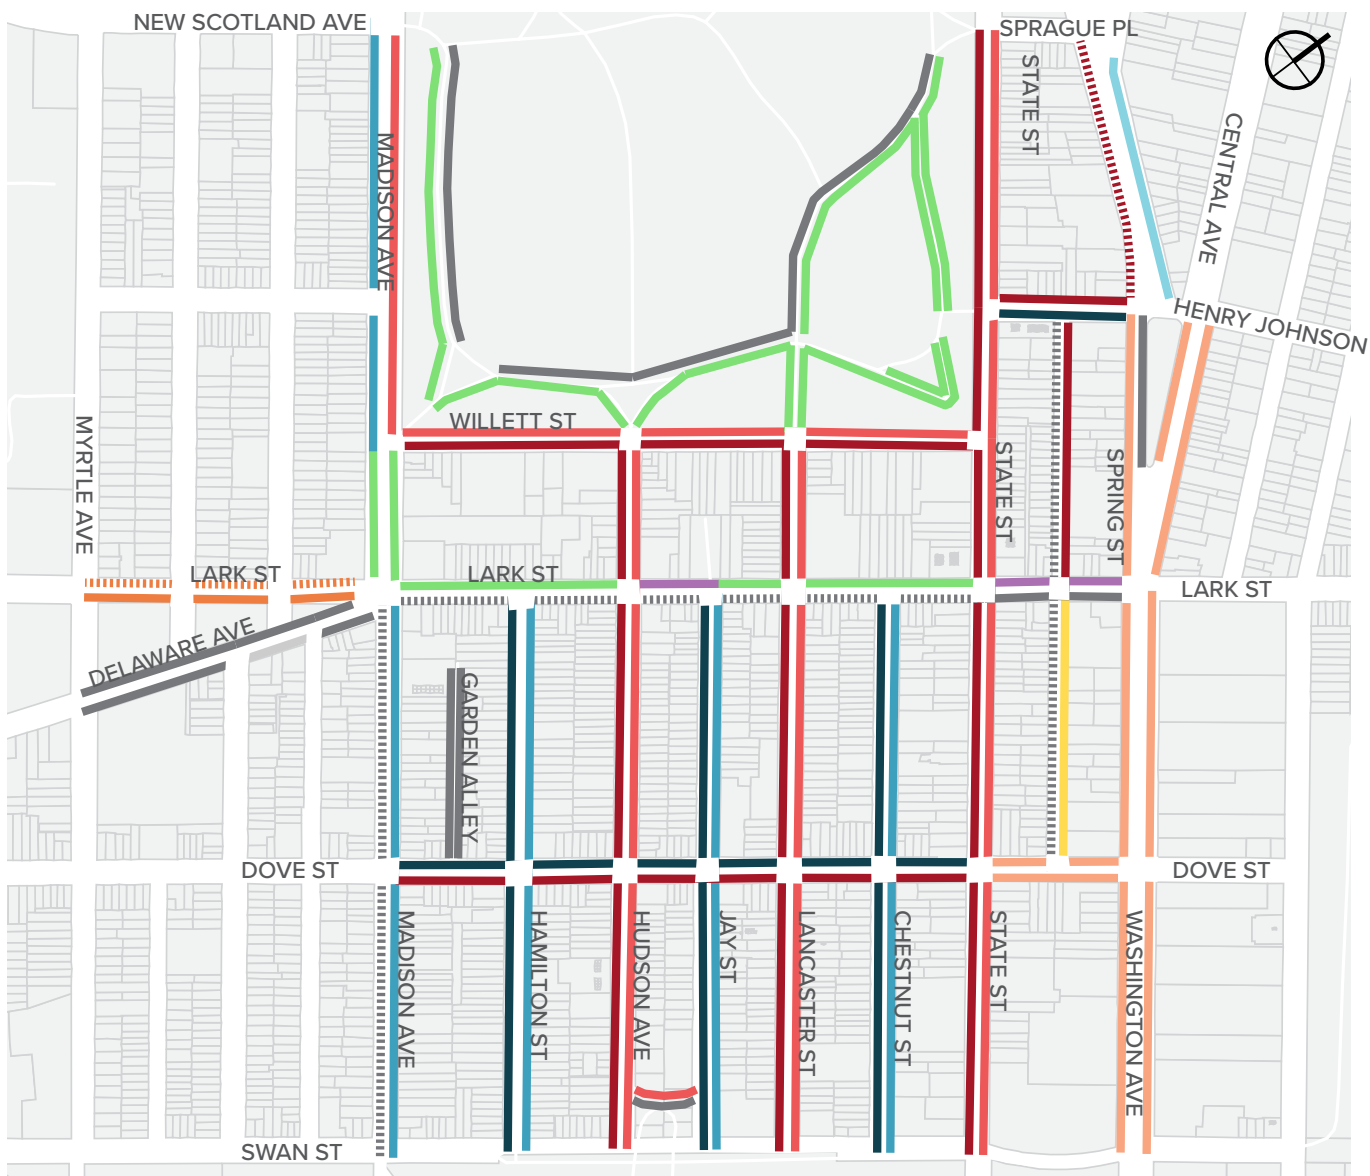 NEW SCOTLAND AVE
SPRAGUE PL
STATE ST
CENTRAL AVE
MADISON AVE
HENRY JOHNSON
WILLETT ST
MYRTLE AVE
STATE ST
SPRING ST
LARK ST
LARK ST
LARK ST
DELAWARE AVE
GARDEN ALLEY
DOVE ST
DOVE ST
MADISON AVE
HAMILTON ST
HUDSON AVE
JAY ST
LANCASTER ST
CHESTNUT ST
STATE ST
WASHINGTON AVE
SWAN ST